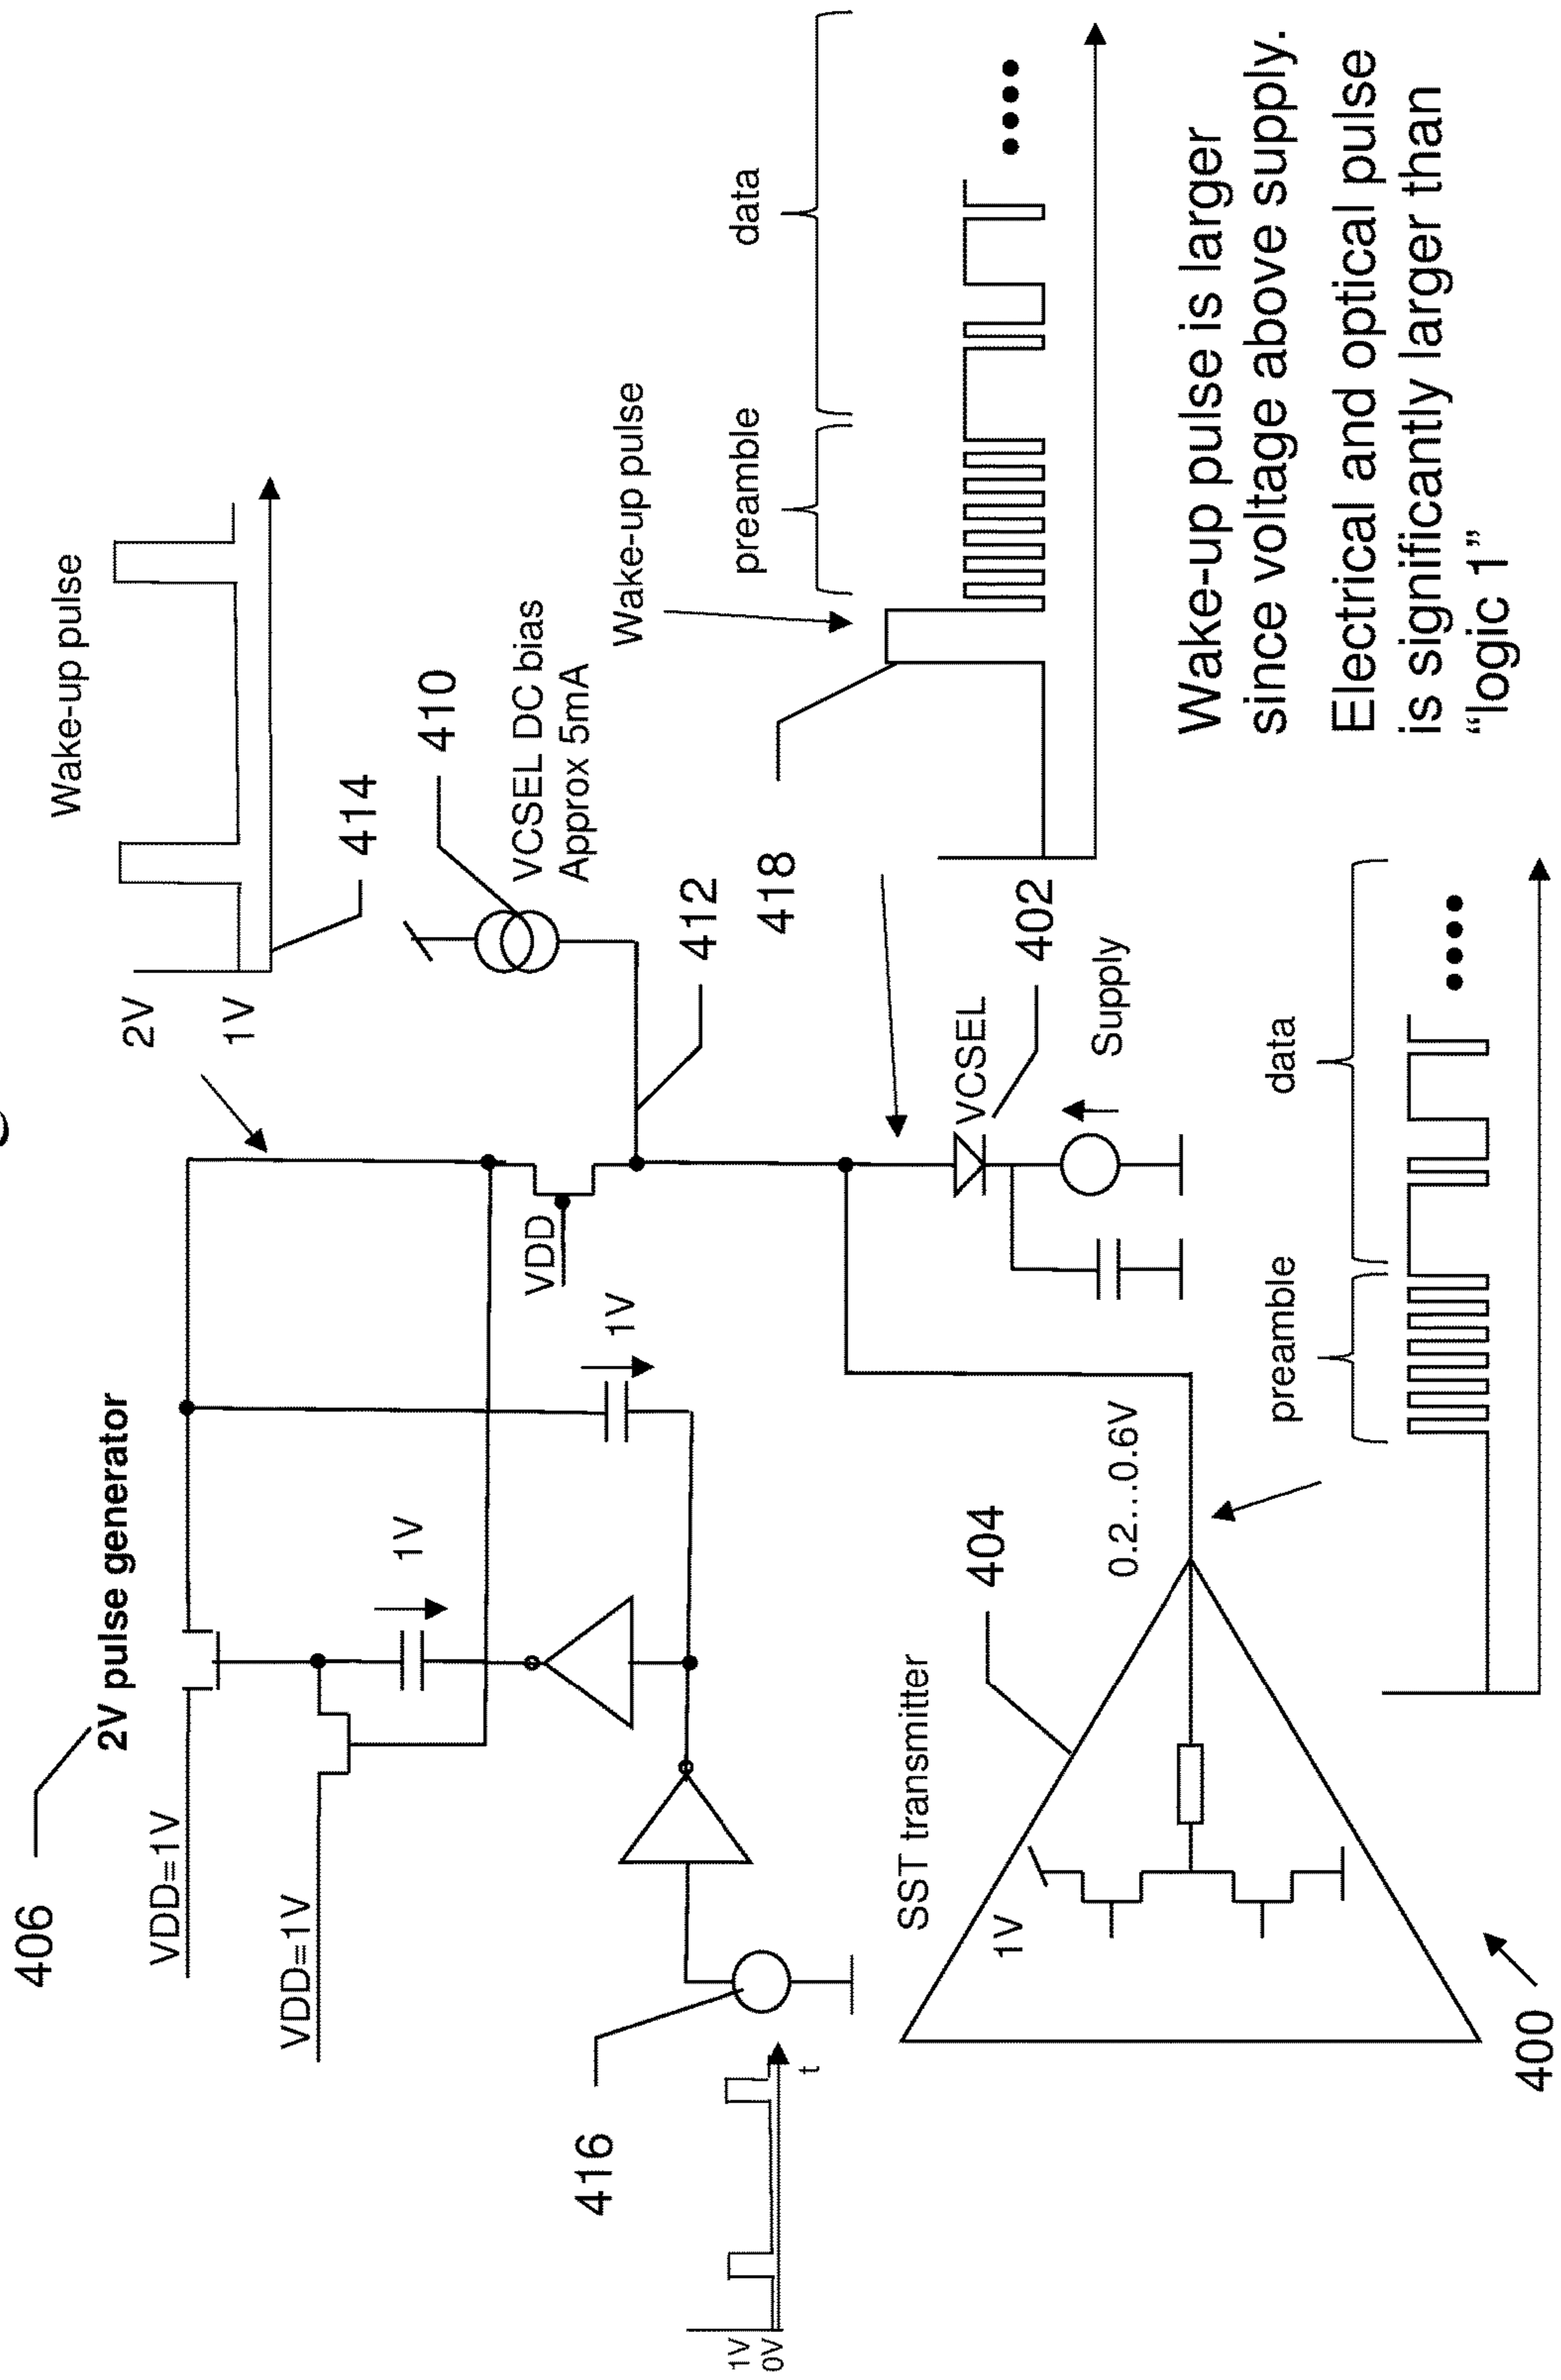 406
2V pulse generator
VDD=1V
VDD=1V
1V
1V
VDD
2V
1V
Wake-up pulse
414
410
VCSEL DC bias
Approx 5mA
412
416
1V
0V
t
418
Wake-up pulse
preamble
data
VCSEL
402
Supply
SST transmitter
404
1V
0.2...0.6V
400
preamble
data
Wake-up pulse is larger
since voltage above supply.
Electrical and optical pulse
is significantly larger than
“logic 1”